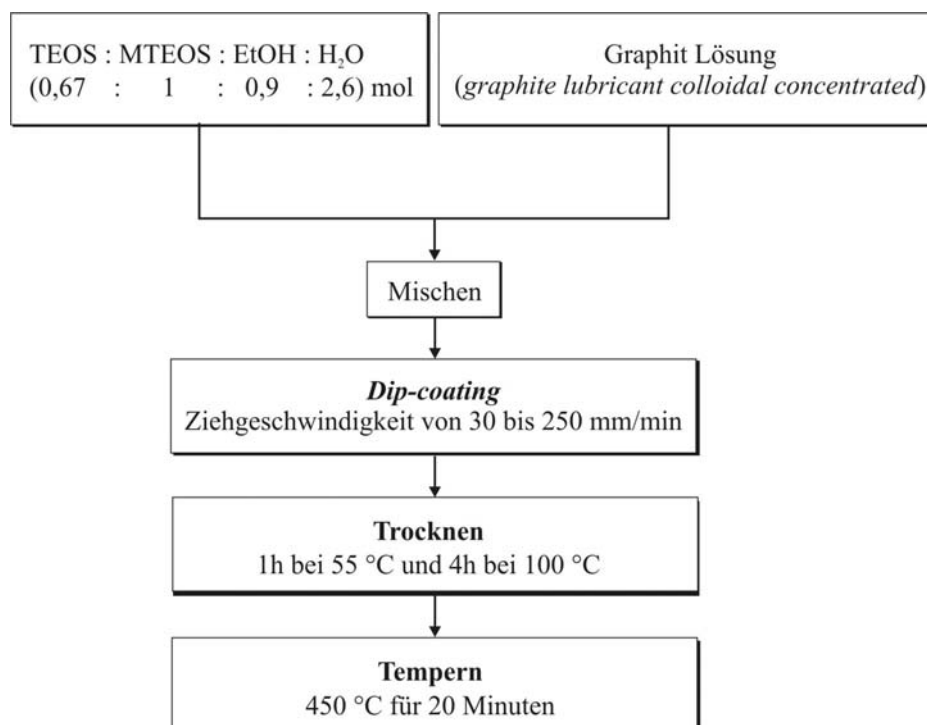 TEOS : MTEOS : EtOH : H₂O
(0,67 : 1 : 0,9 : 2,6) mol
Graphit Lösung
(graphite lubricant colloidal concentrated)
Mischen
Dip-coating
Ziehgeschwindigkeit von 30 bis 250 mm/min
Trocknen
1h bei 55 °C und 4h bei 100 °C
Tempern
450 °C für 20 Minuten